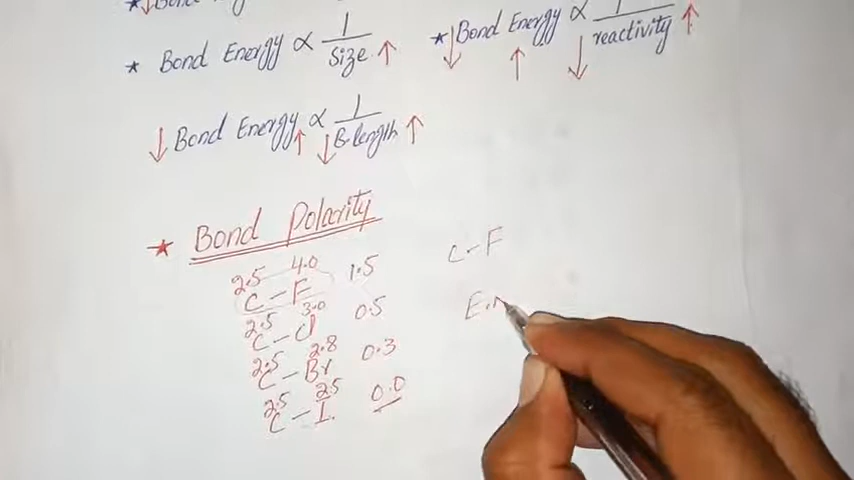 ★ Bond
★ Bond Energy ∝ 1/Size ↑
★ ↓ Bond Energy ↑ ∝ 1/reactivity ↓ ↑
↓ Bond Energy ↑ ∝ 1/B-length ↓ ↑
★ Bond Polarity
2.5 4.0
C-F 1.5
2.5 3.0
C-Cl 0.5
2.5 2.8
C-Br 0.3
2.5 2.5
C-I. 0.0
C-F
E.